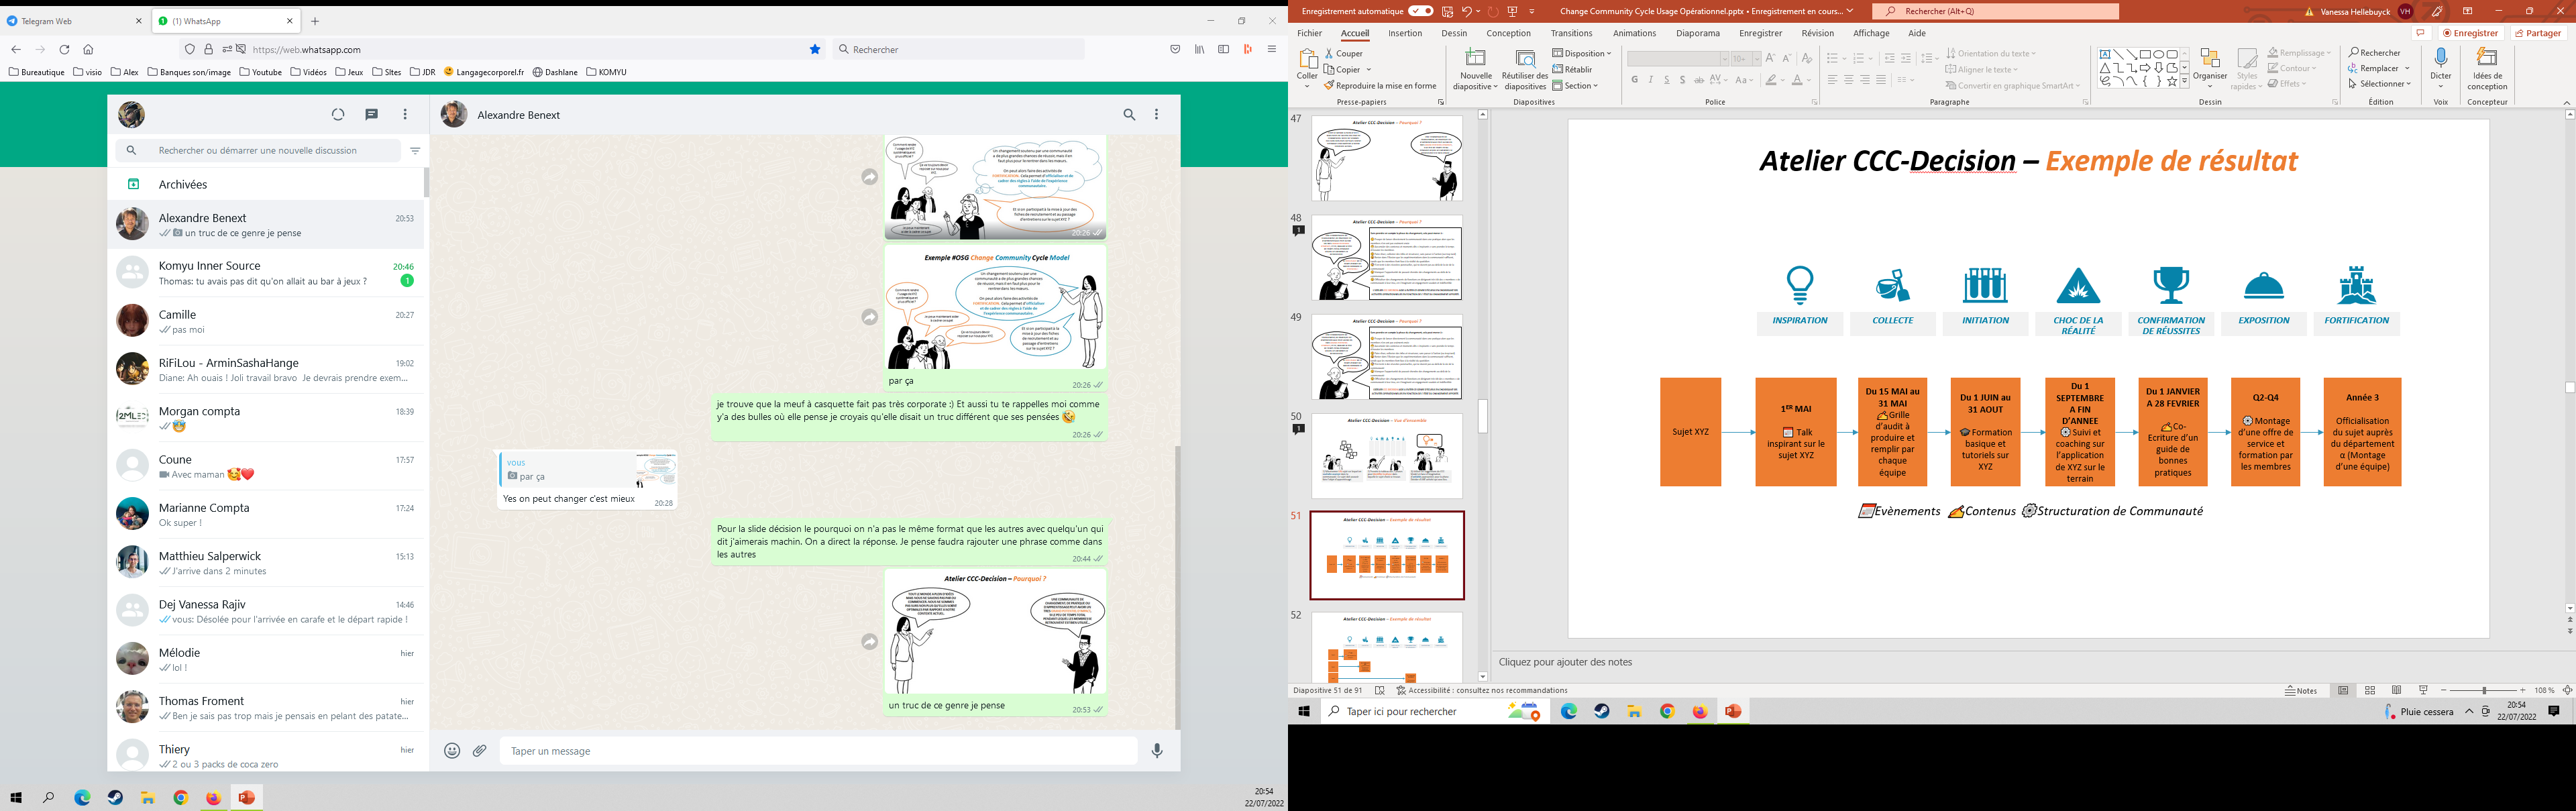 Telegram Web
(1) WhatsApp
https://web.whatsapp.com
Rechercher
Bureautique
visio
Alex
Banques son/image
Youtube
Vidéos
Jeux
SItes
JDR
Langagecorporel.fr
Dashlane
KOMYU
Rechercher ou démarrer une nouvelle discussion
Archivées
Alexandre Benext 20:53
un truc de ce genre je pense
Komyu Inner Source 20:46
Thomas: tu avais pas dit qu'on allait au bar à jeux ? 1
Camille 20:27
pas moi
RiFiLou - ArminSashaHange 19:02
Diane: Ah ouais ! Joli travail bravo Je devrais prendre exem...
Morgan compta 18:39
Coune 17:57
Avec maman
Marianne Compta 17:24
Ok super !
Matthieu Salperwick 15:13
J'arrive dans 2 minutes
Dej Vanessa Rajiv 14:46
vous: Désolée pour l'arrivée en carafe et le départ rapide !
Mélodie hier
lol !
Thomas Froment hier
Ben je sais pas trop mais je pensais en pelant des patate...
Thiery hier
2 ou 3 packs de coca zero
Alexandre Benext
20:26
Exemple #OSG Change Community Cycle Model
par ça
20:26
je trouve que la meuf à casquette fait pas très corporate :) Et aussi tu te rappelles moi comme
y'a des bulles où elle pense je croyais qu'elle disait un truc différent que ses pensées
20:26
vous
par ça
Yes on peut changer c'est mieux
20:28
Pour la slide décision le pourquoi on n'a pas le même format que les autres avec quelqu'un qui
dit j'aimerais machin. On a direct la réponse. Je pense faudra rajouter une phrase comme dans
les autres
20:44
Atelier CCC-Decision – Pourquoi ?
un truc de ce genre je pense
20:53
Taper un message
20:54
22/07/2022
Enregistrement automatique
Change Community Cycle Usage Opérationnel.pptx • Enregistrement en cours...
Rechercher (Alt+Q)
Vanessa Hellebuyck
VH
Fichier
Accueil
Insertion
Dessin
Conception
Transitions
Animations
Diaporama
Enregistrer
Révision
Affichage
Aide
Enregistrer
Partager
Coller
Couper
Copier
Reproduire la mise en forme
Presse-papiers
Nouvelle
diapositive
Réutiliser des
diapositives
Disposition
Rétablir
Section
Diapositives
Police
Orientation du texte
Aligner le texte
Convertir en graphique SmartArt
Paragraphe
Organiser
Styles
rapides
Remplissage
Contour
Effets
Dessin
Rechercher
Remplacer
Sélectionner
Édition
Dicter
Voix
Idées de
conception
Concepteur
47
48
49
50
51
52
Atelier CCC-Decision – Exemple de résultat
INSPIRATION
COLLECTE
INITIATION
CHOC DE LA
RÉALITÉ
CONFIRMATION
DE RÉUSSITES
EXPOSITION
FORTIFICATION
Sujet XYZ
1ER MAI
Talk
inspirant sur le
sujet XYZ
Du 15 MAI au
31 MAI
Grille
d'audit à
produire et
remplir par
chaque
équipe
Du 1 JUIN au
31 AOUT
Formation
basique et
tutoriels sur
XYZ
Du 1
SEPTEMBRE
A FIN
D'ANNEE
Suivi et
coaching sur
l'application
de XYZ sur le
terrain
Du 1 JANVIER
A 28 FEVRIER
Co-
Ecriture d'un
guide de
bonnes
pratiques
Q2-Q4
Montage
d'une offre de
service et
formation par
les membres
Année 3
Officialisation
du sujet auprès
du département
α (Montage
d'une équipe)
Evènements Contenus Structuration de Communauté
Cliquez pour ajouter des notes
Diapositive 51 de 91
Accessibilité : consultez nos recommandations
Notes
108 %
Taper ici pour rechercher
Pluie cessera
20:54
22/07/2022